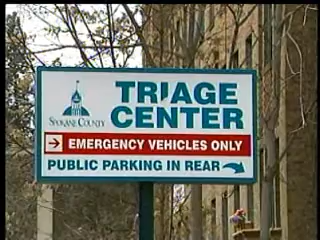 TRIAGE
CENTER
SPOKANE COUNTY
EMERGENCY VEHICLES ONLY
PUBLIC PARKING IN REAR